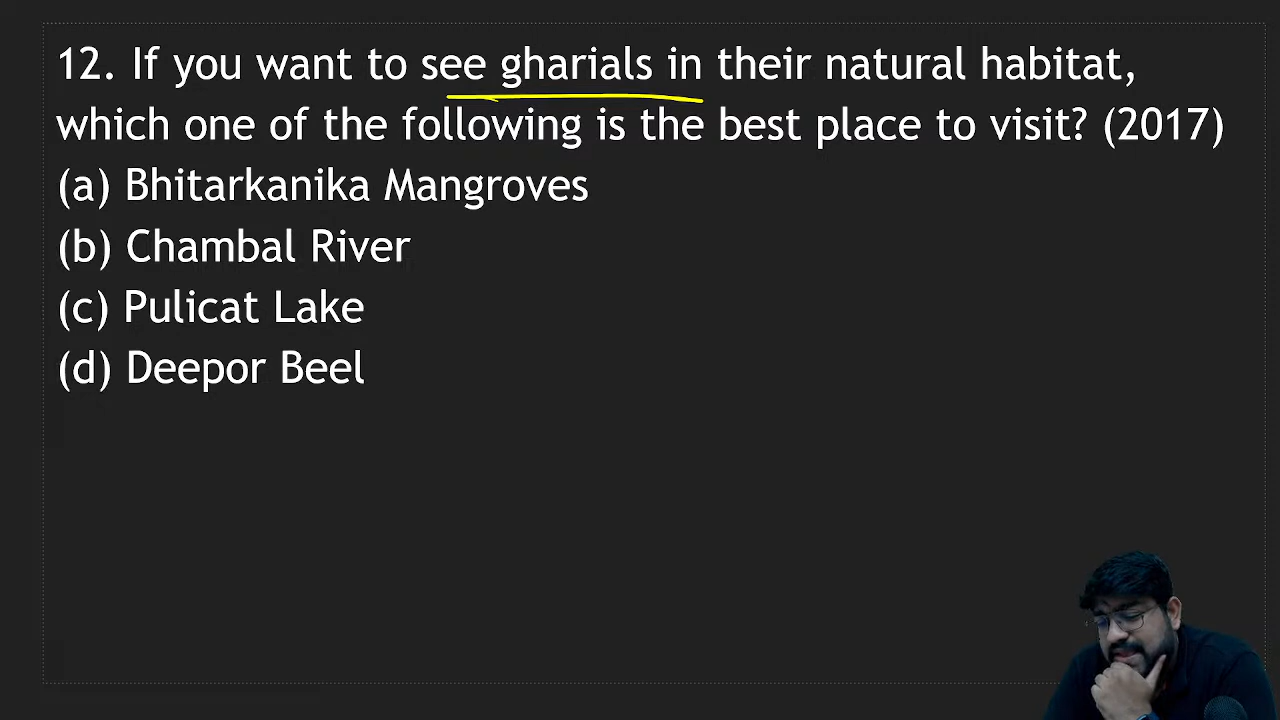 12. If you want to see gharials in their natural habitat,
which one of the following is the best place to visit? (2017)
(a) Bhitarkanika Mangroves
(b) Chambal River
(c) Pulicat Lake
(d) Deepor Beel